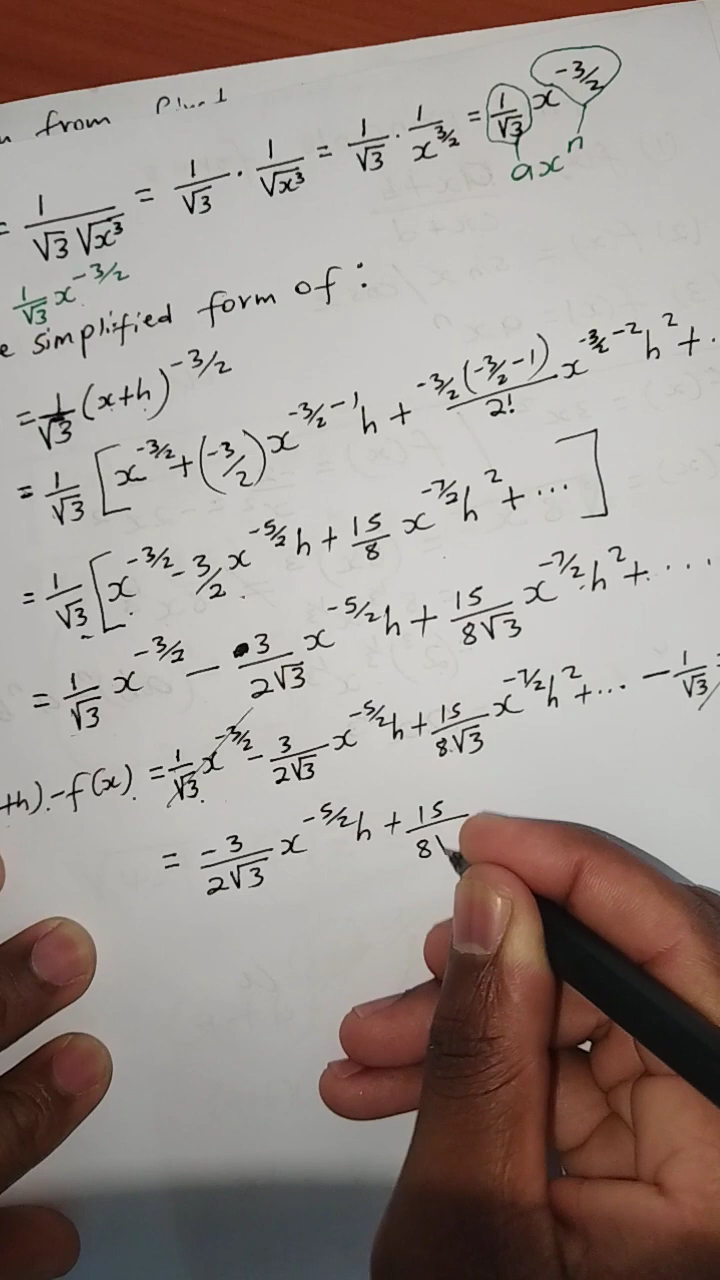 from
= 1/(√3 √x³) = 1/√3 · 1/√x³ = 1/√3 · 1/x^(3/2) = 1/√3 x^(-3/2)
ax^n
1/√3 x^(-3/2)
simplified form of :
= 1/√3 (x+h)^(-3/2)
= 1/√3 [x^(-3/2) + (-3/2) x^(-3/2-1) h + (-3/2(-3/2-1))/2! x^(-3/2-2) h² + ..
= 1/√3 [x^(-3/2) - 3/2 x^(-5/2) h + 15/8 x^(-7/2) h² + ... ]
= 1/√3 x^(-3/2) - 3/(2√3) x^(-5/2) h + 15/(8√3) x^(-7/2) h² + ....
+h) - f(x) = 1/√3 x^(-3/2) - 3/(2√3) x^(-5/2) h + 15/(8√3) x^(-7/2) h² + ... - 1/√3
= -3/(2√3) x^(-5/2) h + 15/8